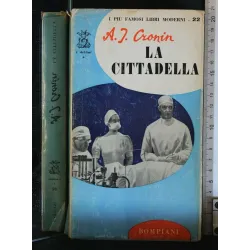 I PIÙ FAMOSI LIBRI MODERNI - 22
A. J. Cronin
LA
CITTADELLA
BOMPIANI
A. J. Cronin